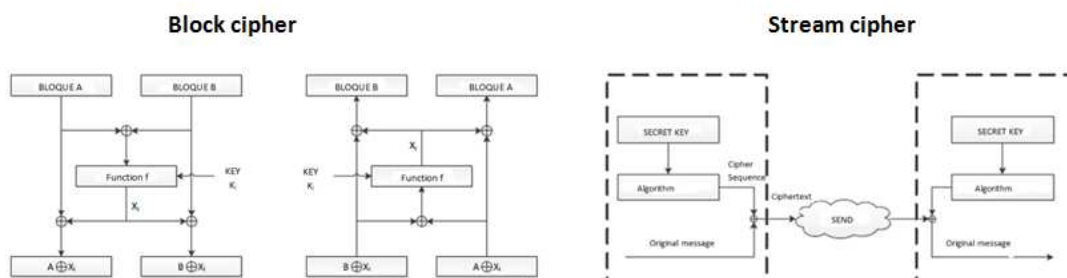 Block cipher
Stream cipher
BLOQUE A
BLOQUE B
Function f
KEY
Kᵢ
Xᵢ
A⊕Xᵢ
B⊕Xᵢ
BLOQUE B
BLOQUE A
Xᵢ
KEY
Kᵢ
Function f
B⊕Xᵢ
A⊕Xᵢ
SECRET KEY
Algorithm
Cipher
Sequence
Ciphertext
Original message
SEND
SECRET KEY
Algorithm
Original message